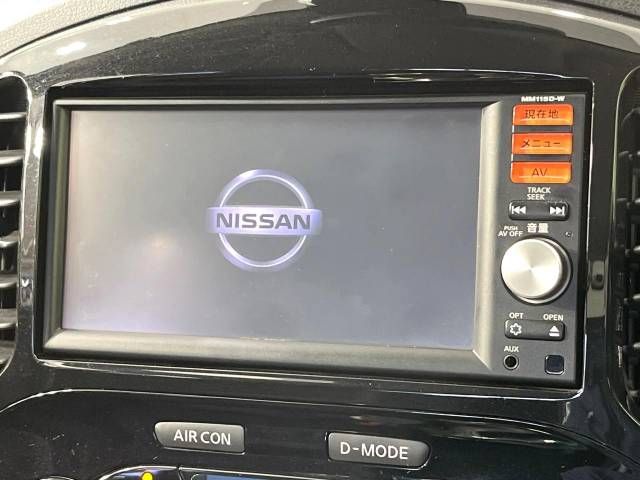 MM115D-W
現在地
メニュー
AV
TRACK
SEEK
音量
PUSH
AV OFF
NISSAN
OPT
OPEN
AUX
AIR CON
D-MODE